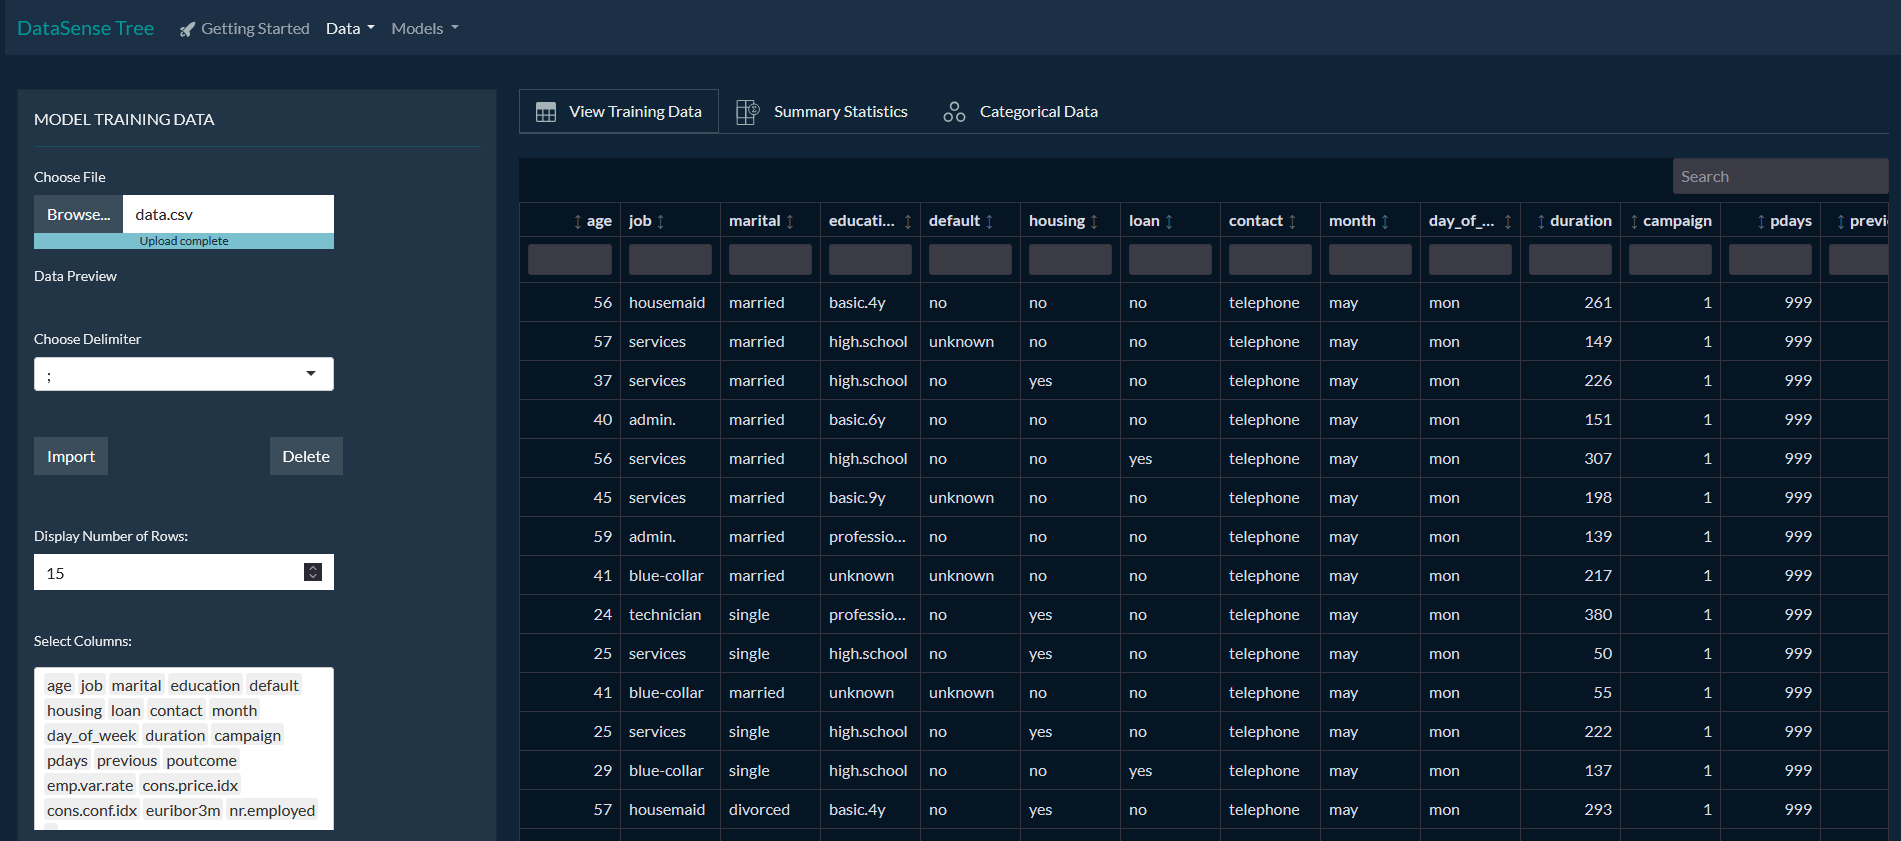 DataSense Tree Getting Started Data Models
MODEL TRAINING DATA
Choose File
Browse... data.csv
Upload complete
Data Preview
Choose Delimiter
;
Import Delete
Display Number of Rows:
15
Select Columns:
age job marital education default
housing loan contact month
day_of_week duration campaign
pdays previous poutcome
emp.var.rate cons.price.idx
cons.conf.idx euribor3m nr.employed
View Training Data Summary Statistics Categorical Data
Search
age job marital educati... default housing loan contact month day_of_... duration campaign pdays previ
56 housemaid married basic.4y no no no telephone may mon 261 1 999
57 services married high.school unknown no no telephone may mon 149 1 999
37 services married high.school no yes no telephone may mon 226 1 999
40 admin. married basic.6y no no no telephone may mon 151 1 999
56 services married high.school no no yes telephone may mon 307 1 999
45 services married basic.9y unknown no no telephone may mon 198 1 999
59 admin. married professio... no no no telephone may mon 139 1 999
41 blue-collar married unknown unknown no no telephone may mon 217 1 999
24 technician single professio... no yes no telephone may mon 380 1 999
25 services single high.school no yes no telephone may mon 50 1 999
41 blue-collar married unknown unknown no no telephone may mon 55 1 999
25 services single high.school no yes no telephone may mon 222 1 999
29 blue-collar single high.school no no yes telephone may mon 137 1 999
57 housemaid divorced basic.4y no yes no telephone may mon 293 1 999